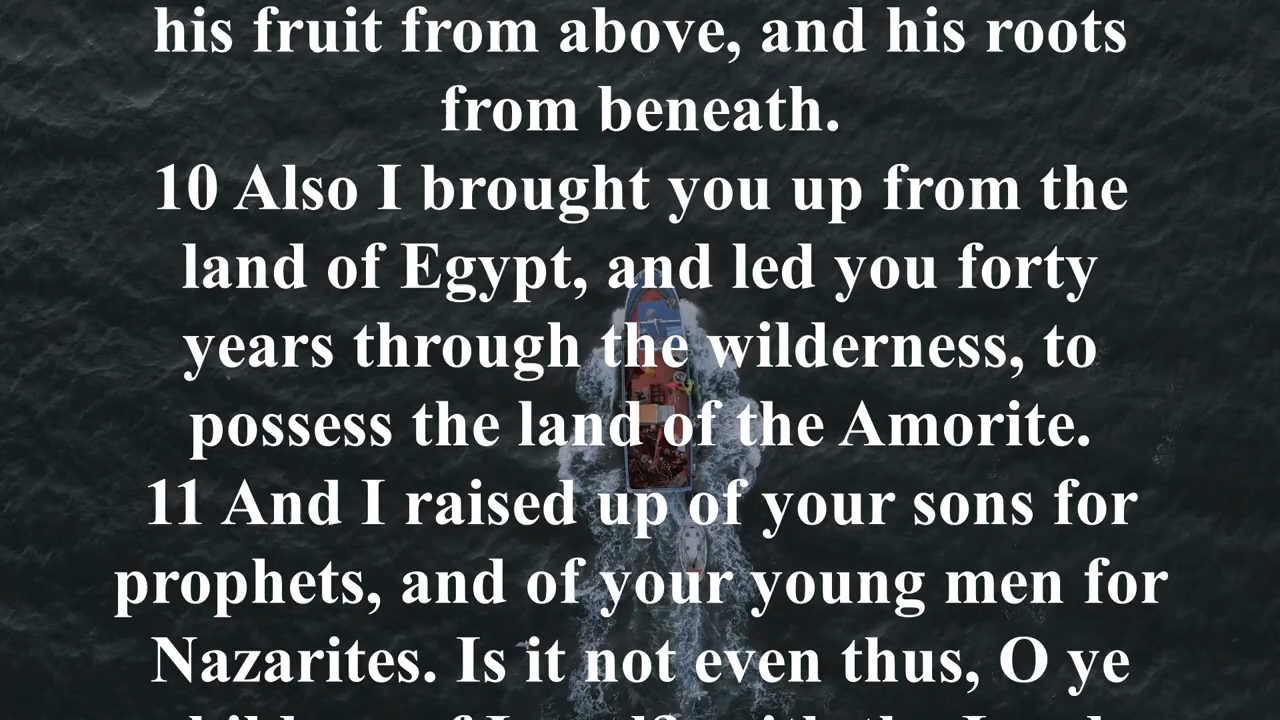 his fruit from above, and his roots
from beneath.
10 Also I brought you up from the
land of Egypt, and led you forty
years through the wilderness, to
possess the land of the Amorite.
11 And I raised up of your sons for
prophets, and of your young men for
Nazarites. Is it not even thus, O ye